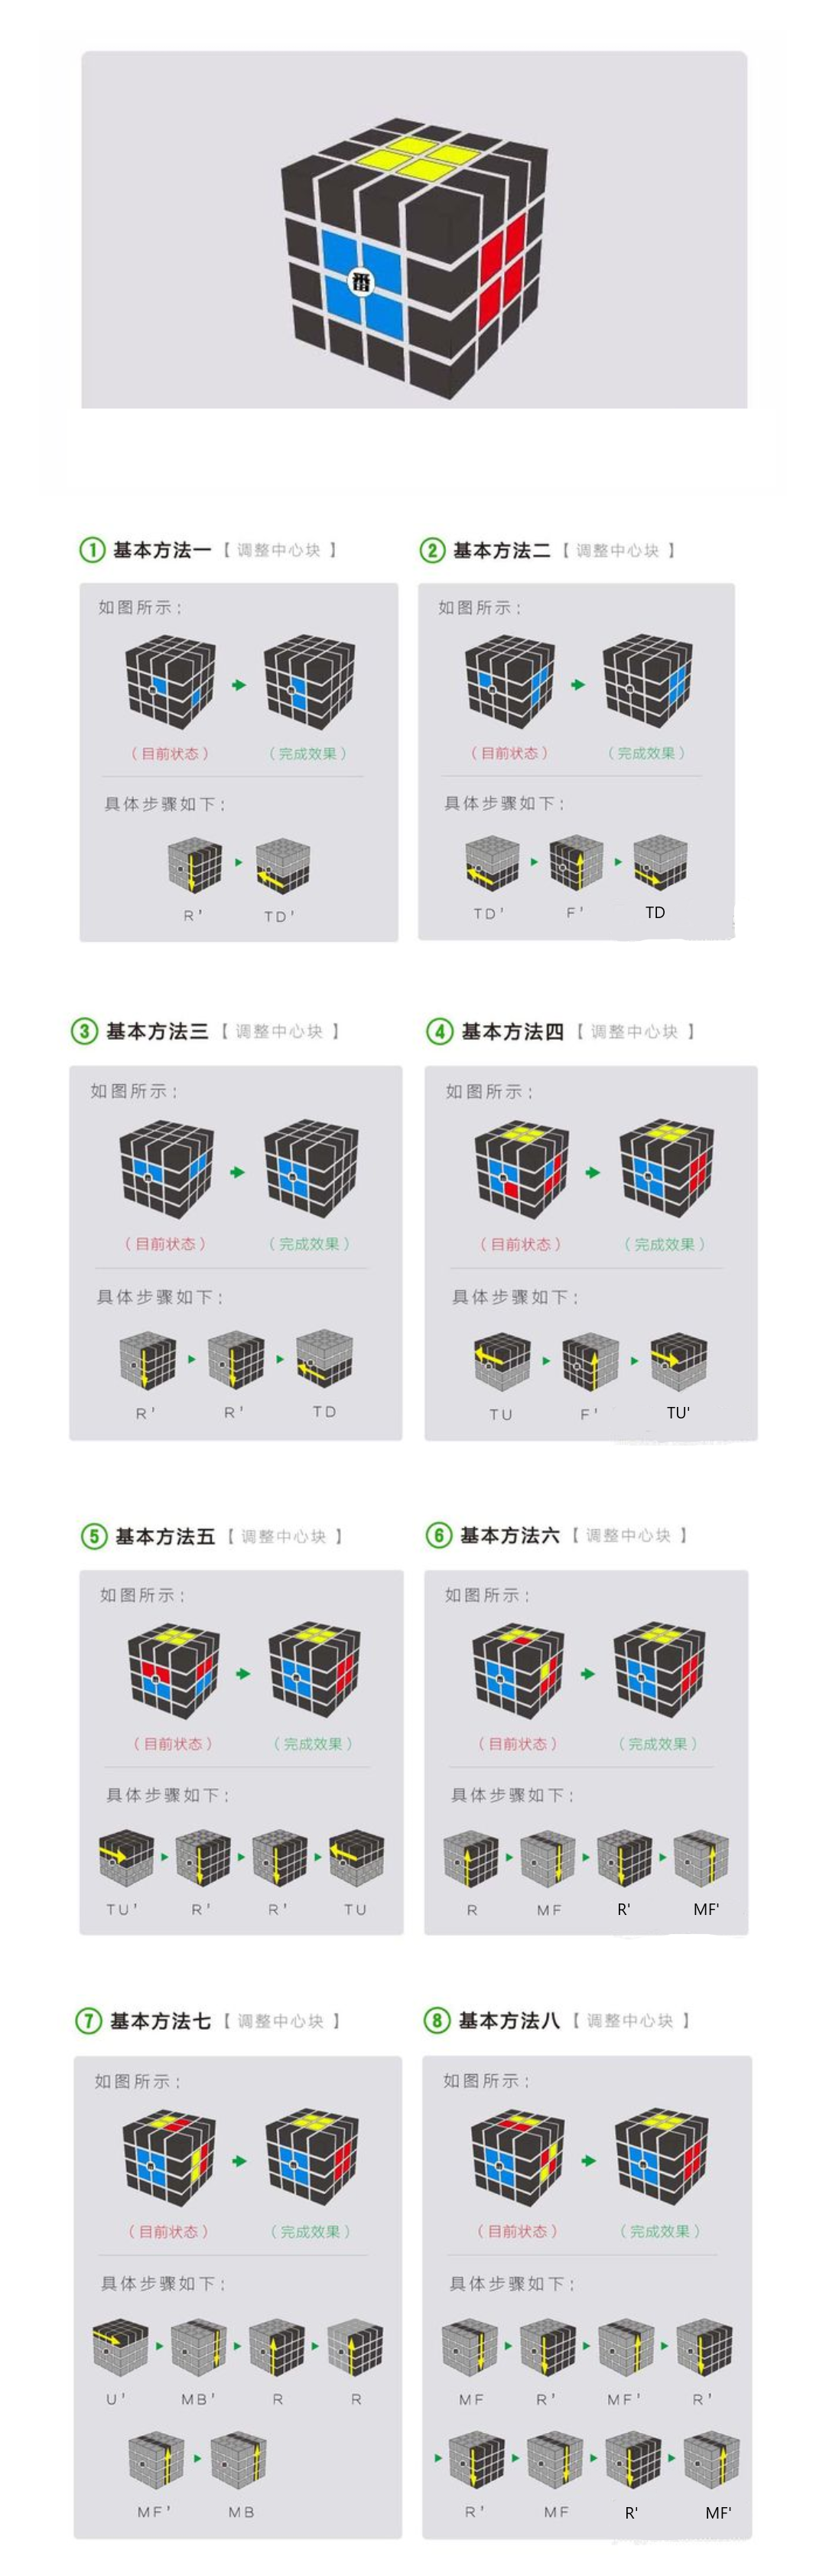 番
① 基本方法一【 调整中心块 】
② 基本方法二【 调整中心块 】
如图所示:
如图所示:
(目前状态) (完成效果)
(目前状态) (完成效果)
具体步骤如下:
具体步骤如下:
R' TD'
TD' F' TD
③ 基本方法三【 调整中心块 】
④ 基本方法四【 调整中心块 】
如图所示:
如图所示:
(目前状态) (完成效果)
(目前状态) (完成效果)
具体步骤如下:
具体步骤如下:
R' R' TD
TU F' TU'
⑤ 基本方法五【 调整中心块 】
⑥ 基本方法六【 调整中心块 】
如图所示:
如图所示:
(目前状态) (完成效果)
(目前状态) (完成效果)
具体步骤如下:
具体步骤如下:
TU' R' R' TU
R MF R' MF'
⑦ 基本方法七【 调整中心块 】
⑧ 基本方法八【 调整中心块 】
如图所示:
如图所示:
(目前状态) (完成效果)
(目前状态) (完成效果)
具体步骤如下:
具体步骤如下:
U' MB' R R
MF R' MF' R'
MF' MB
R' MF R' MF'